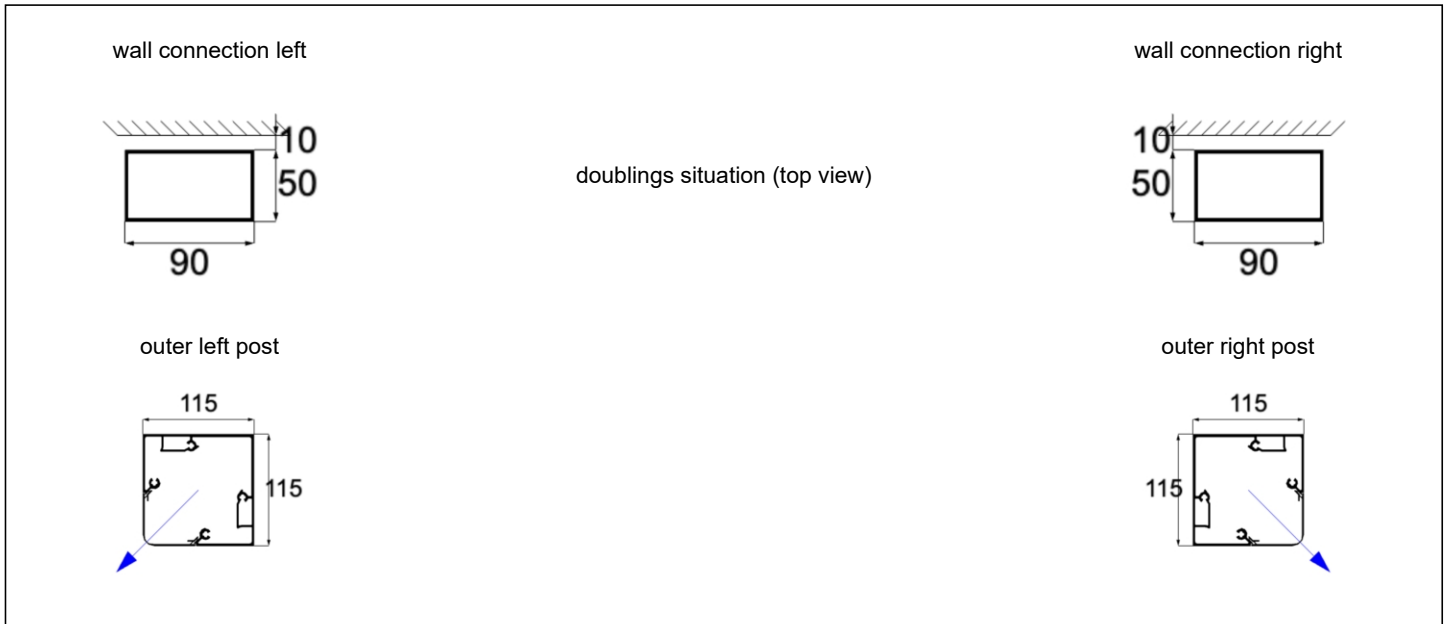 wall connection left
wall connection right
10
50
90
doublings situation (top view)
10
50
90
outer left post
outer right post
115
115
115
115